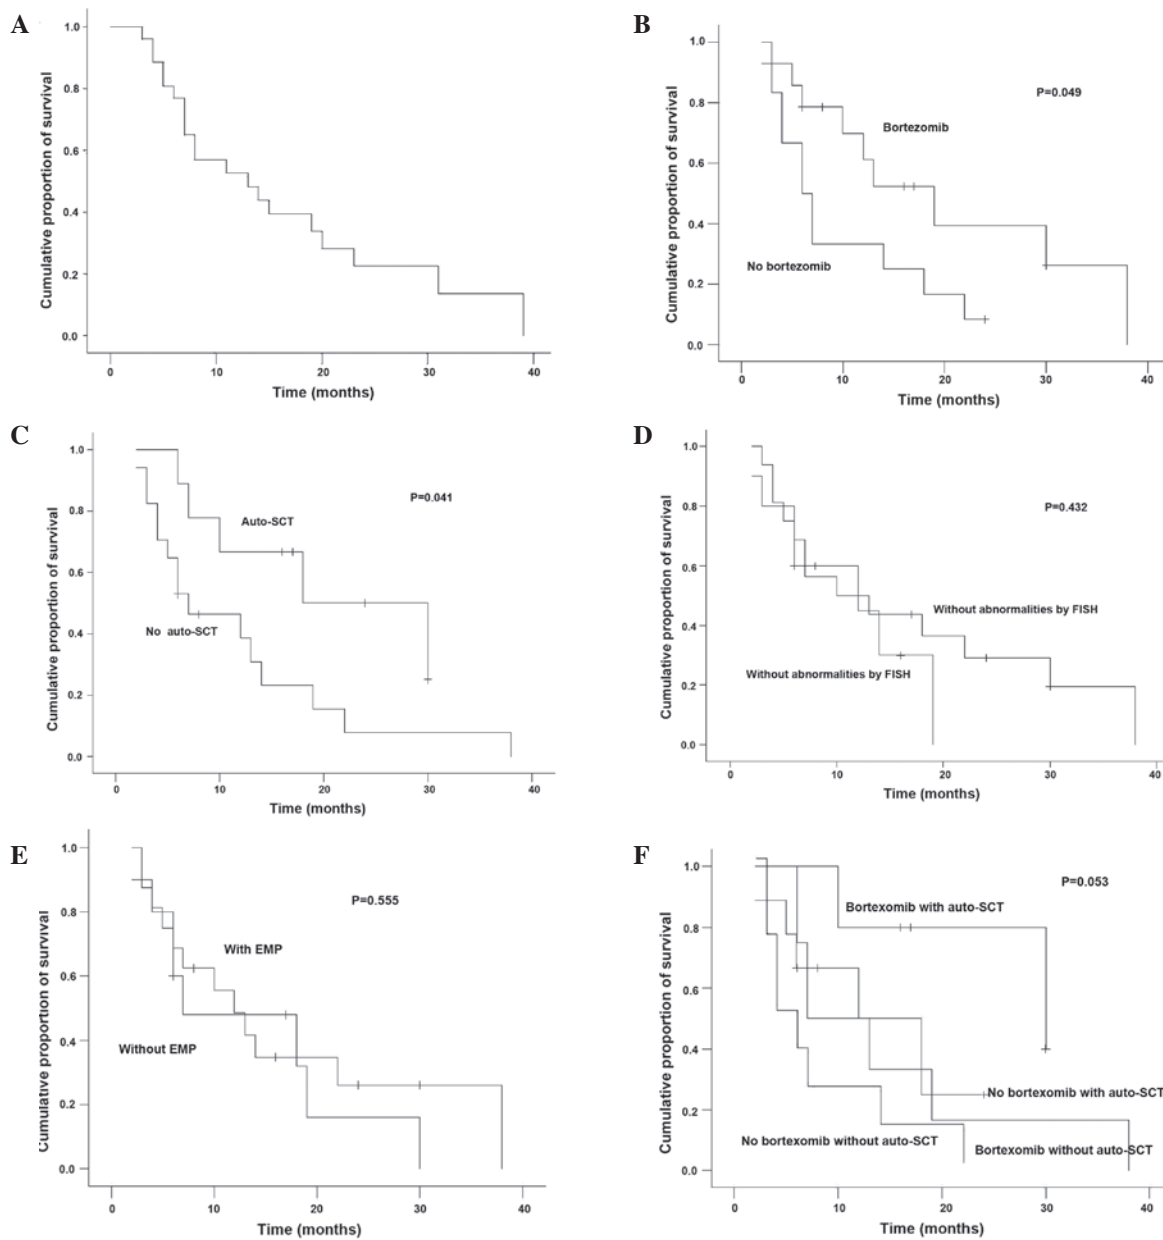 A
1.0
0.8
0.6
0.4
0.2
0.0
Cumulative proportion of survival
0 10 20 30 40
Time (months)
B
1.0
0.8
0.6
0.4
0.2
0.0
Cumulative proportion of survival
P=0.049
Bortezomib
No bortezomib
0 10 20 30 40
Time (months)
C
1.0
0.8
0.6
0.4
0.2
0.0
Cumulative proportion of survival
P=0.041
Auto-SCT
No auto-SCT
0 10 20 30 40
Time (months)
D
1.0
0.8
0.6
0.4
0.2
0.0
Cumulative proportion of survival
P=0.432
Without abnormalities by FISH
Without abnormalities by FISH
0 10 20 30 40
Time (months)
E
1.0
0.8
0.6
0.4
0.2
0.0
Cumulative proportion of survival
P=0.555
With EMP
Without EMP
0 10 20 30 40
Time (months)
F
1.0
0.8
0.6
0.4
0.2
0.0
Cumulative proportion of survival
P=0.053
Bortexomib with auto-SCT
No bortexomib with auto-SCT
No bortexomib without auto-SCT
Bortexomib without auto-SCT
0 10 20 30 40
Time (months)